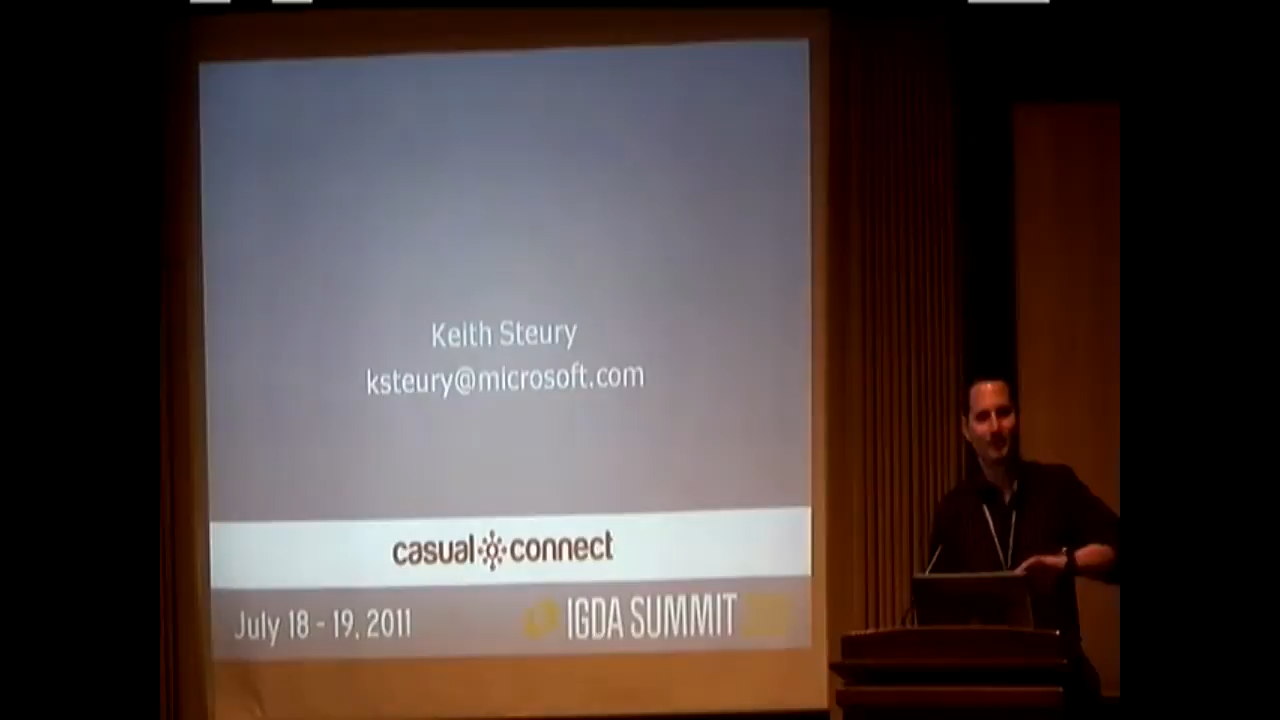 Keith Steury
ksteury@microsoft.com
casual connect
July 18 - 19, 2011
IGDA SUMMIT